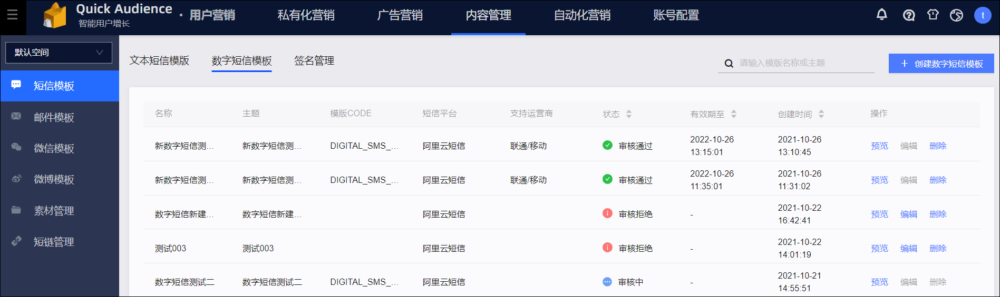 Quick Audience
智能用户增长
· 用户营销
私有化营销
广告营销
内容管理
自动化营销
账号配置
t
默认空间
短信模板
邮件模板
微信模板
微博模板
素材管理
短链管理
文本短信模版
数字短信模板
签名管理
请输入模版名称或主题
+ 创建数字短信模板
名称 主题 模版CODE 短信平台 支持运营商 状态 有效期至 创建时间 操作
新数字短信测... 新数字短信测... DIGITAL_SMS_... 阿里云短信 联通/移动 审核通过 2022-10-26 13:15:01 2021-10-26 13:10:45 预览 编辑 删除
新数字短信测... 新数字短信测... DIGITAL_SMS_... 阿里云短信 联通/移动 审核通过 2022-10-26 11:35:01 2021-10-26 11:31:02 预览 编辑 删除
数字短信新建... 数字短信新建... 阿里云短信 审核拒绝 - 2021-10-22 16:42:41 预览 编辑 删除
测试003 测试003 阿里云短信 审核拒绝 - 2021-10-22 14:01:19 预览 编辑 删除
数字短信测试二 数字短信测试二 DIGITAL_SMS_... 阿里云短信 审核中 - 2021-10-21 14:55:51 预览 编辑 删除